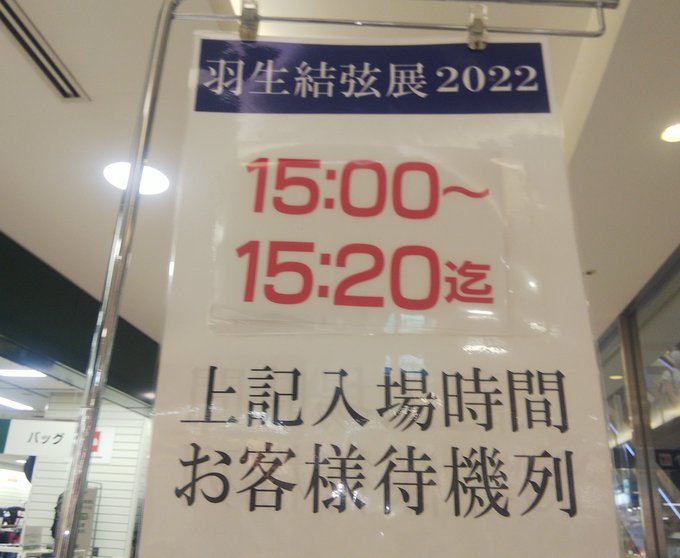 羽生結弦展2022
15:00〜
15:20迄
上記入場時間
お客様待機列
バッグ